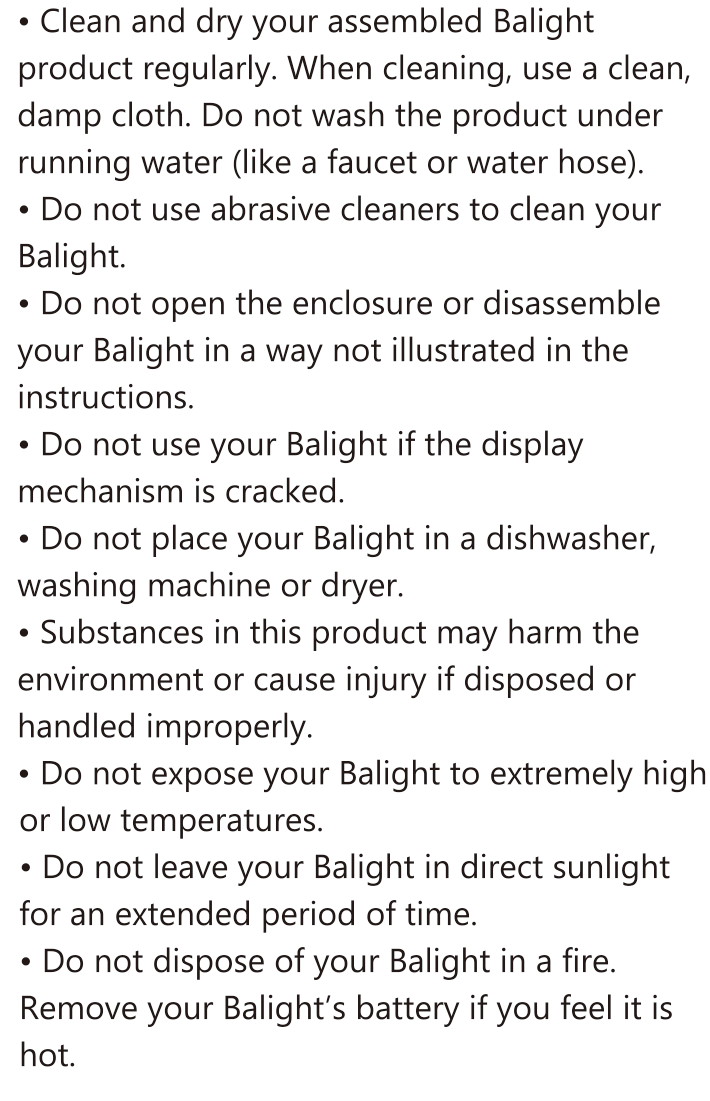 • Clean and dry your assembled Balight
product regularly. When cleaning, use a clean,
damp cloth. Do not wash the product under
running water (like a faucet or water hose).
• Do not use abrasive cleaners to clean your
Balight.
• Do not open the enclosure or disassemble
your Balight in a way not illustrated in the
instructions.
• Do not use your Balight if the display
mechanism is cracked.
• Do not place your Balight in a dishwasher,
washing machine or dryer.
• Substances in this product may harm the
environment or cause injury if disposed or
handled improperly.
• Do not expose your Balight to extremely high
or low temperatures.
• Do not leave your Balight in direct sunlight
for an extended period of time.
• Do not dispose of your Balight in a fire.
Remove your Balight’s battery if you feel it is
hot.